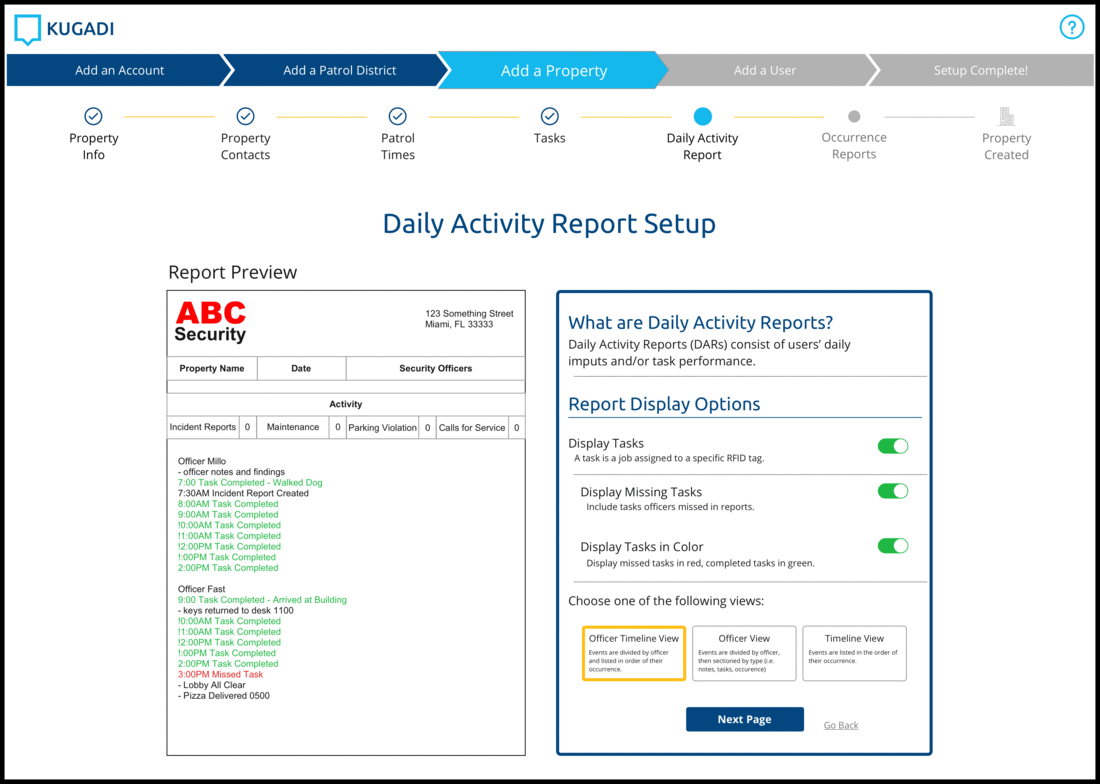 KUGADI
?
Add an Account
Add a Patrol District
Add a Property
Add a User
Setup Complete!
Property
Info
Property
Contacts
Patrol
Times
Tasks
Daily Activity
Report
Occurrence
Reports
Property
Created
Daily Activity Report Setup
Report Preview
ABC
Security
123 Something Street
Miami, FL 33333
Property Name Date Security Officers
Activity
Incident Reports 0 Maintenance 0 Parking Violation 0 Calls for Service 0
Officer Millo
- officer notes and findings
7:00 Task Completed - Walked Dog
7:30AM Incident Report Created
8:00AM Task Completed
9:00AM Task Completed
!0:00AM Task Completed
!1:00AM Task Completed
!2:00PM Task Completed
!:00PM Task Completed
2:00PM Task Completed
Officer Fast
9:00 Task Completed - Arrived at Building
- keys returned to desk 1100
!0:00AM Task Completed
!1:00AM Task Completed
!2:00PM Task Completed
!:00PM Task Completed
2:00PM Task Completed
3:00PM Missed Task
- Lobby All Clear
- Pizza Delivered 0500
What are Daily Activity Reports?
Daily Activity Reports (DARs) consist of users’ daily
imputs and/or task performance.
Report Display Options
Display Tasks
A task is a job assigned to a specific RFID tag.
Display Missing Tasks
Include tasks officers missed in reports.
Display Tasks in Color
Display missed tasks in red, completed tasks in green.
Choose one of the following views:
Officer Timeline View
Events are divided by officer
and listed in order of their
occurrence.
Officer View
Events are divided by officer,
then sectioned by type (i.e.
notes, tasks, occurence)
Timeline View
Events are listed in the order of
their occurrence.
Next Page
Go Back